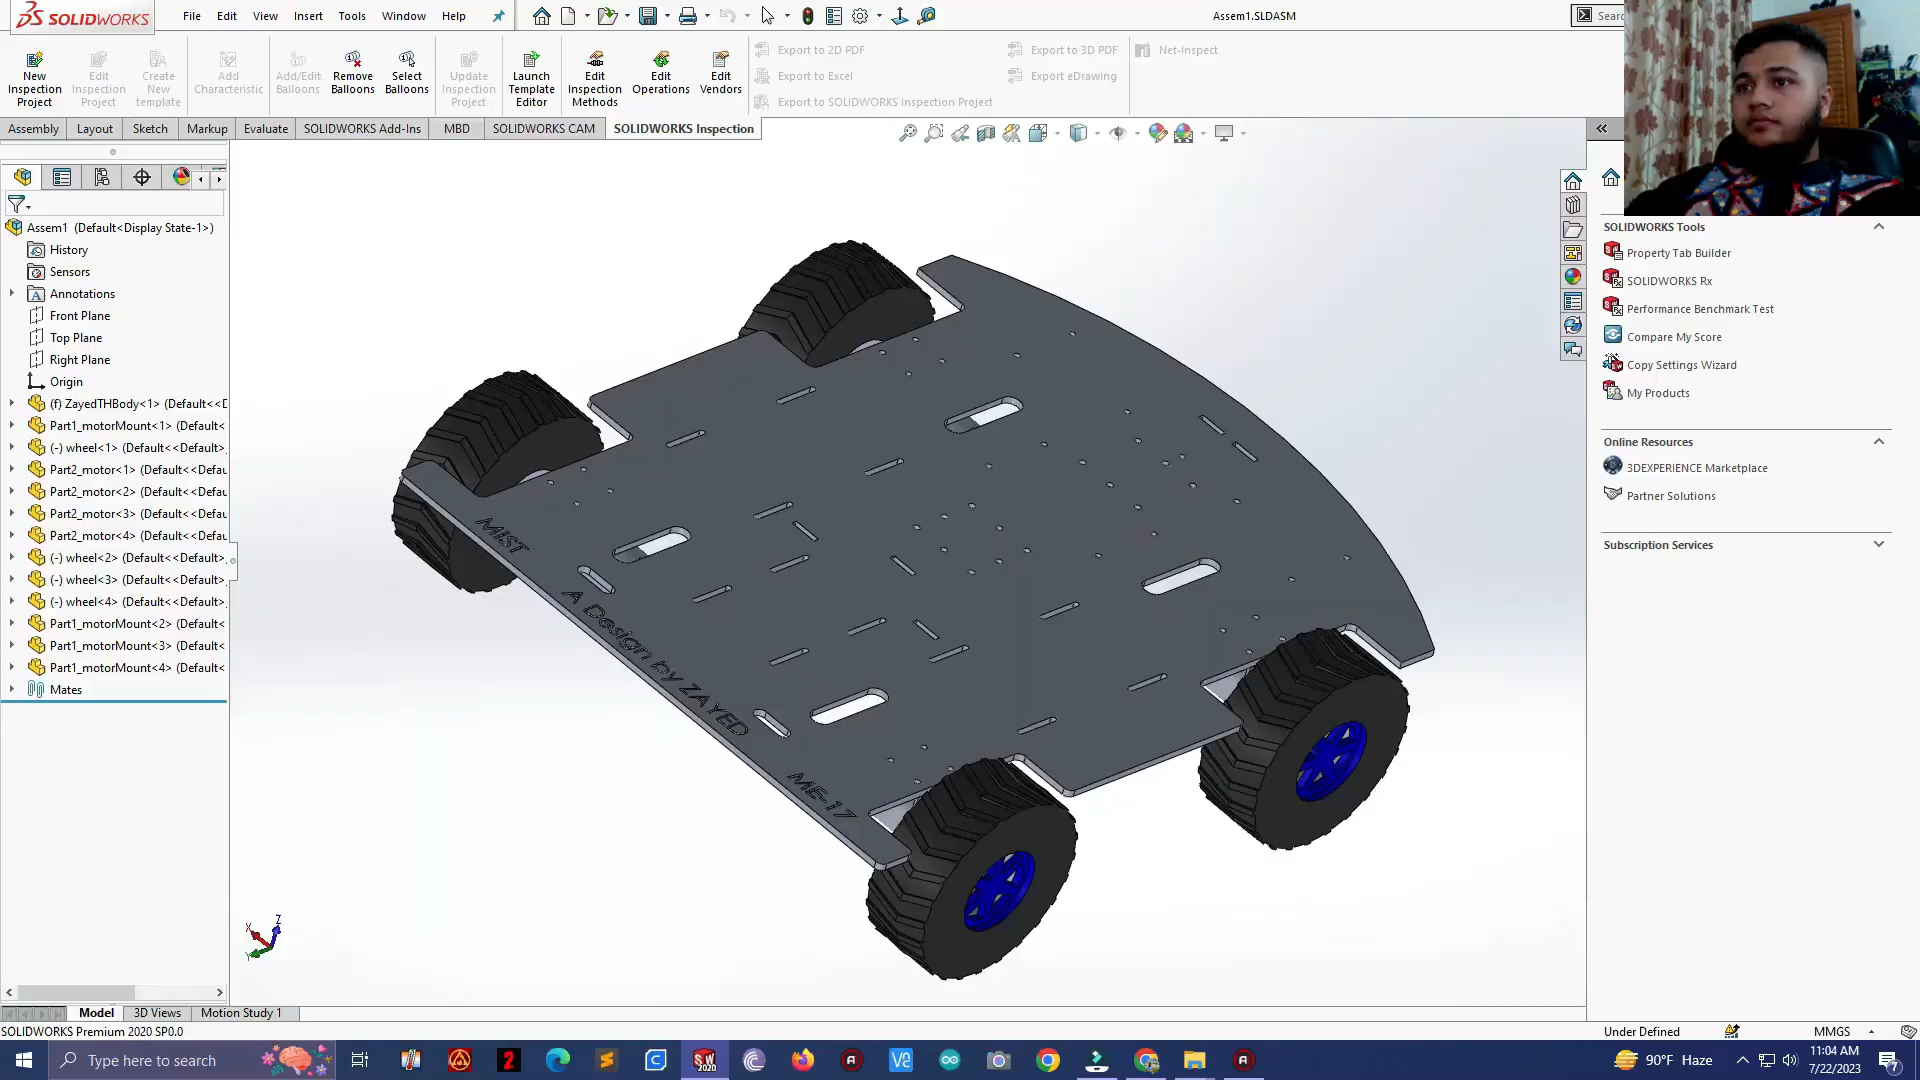 SOLIDWORKS
File Edit View Insert Tools Window Help
Assem1.SLDASM
Sear
New Inspection Project
Edit Inspection Project
Create New template
Add Characteristic
Add/Edit Balloons
Remove Balloons
Select Balloons
Update Inspection Project
Launch Template Editor
Edit Inspection Methods
Edit Operations
Edit Vendors
Export to 2D PDF
Export to Excel
Export to SOLIDWORKS Inspection Project
Export to 3D PDF
Export eDrawing
Net-Inspect
Assembly Layout Sketch Markup Evaluate SOLIDWORKS Add-Ins MBD SOLIDWORKS CAM SOLIDWORKS Inspection
Assem1 (Default<Display State-1>)
History
Sensors
Annotations
Front Plane
Top Plane
Right Plane
Origin
(f) ZayedTHBody<1> (Default<<D
Part1_motorMount<1> (Default<
(-) wheel<1> (Default<<Default>
Part2_motor<1> (Default<<Defau
Part2_motor<2> (Default<<Defau
Part2_motor<3> (Default<<Defau
Part2_motor<4> (Default<<Defau
(-) wheel<2> (Default<<Default>
(-) wheel<3> (Default<<Default>
(-) wheel<4> (Default<<Default>
Part1_motorMount<2> (Default<
Part1_motorMount<3> (Default<
Part1_motorMount<4> (Default<
Mates
MIST
A Design by ZAYED
ME-17
X
Y
Z
SOLIDWORKS Tools
Property Tab Builder
SOLIDWORKS Rx
Performance Benchmark Test
Compare My Score
Copy Settings Wizard
My Products
Online Resources
3DEXPERIENCE Marketplace
Partner Solutions
Subscription Services
Model 3D Views Motion Study 1
SOLIDWORKS Premium 2020 SP0.0
Under Defined
MMGS
Type here to search
SW 2020
90°F Haze
11:04 AM
7/22/2023
7